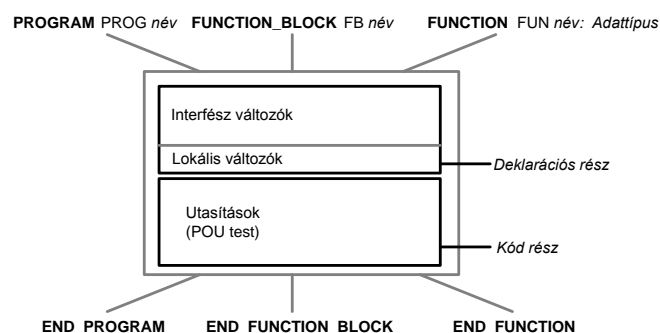 PROGRAM PROG név FUNCTION_BLOCK FB név FUNCTION FUN név: Adattípus
Interfész változók
Lokális változók
Deklarációs rész
Utasítások
(POU test)
Kód rész
END_PROGRAM END_FUNCTION_BLOCK END_FUNCTION